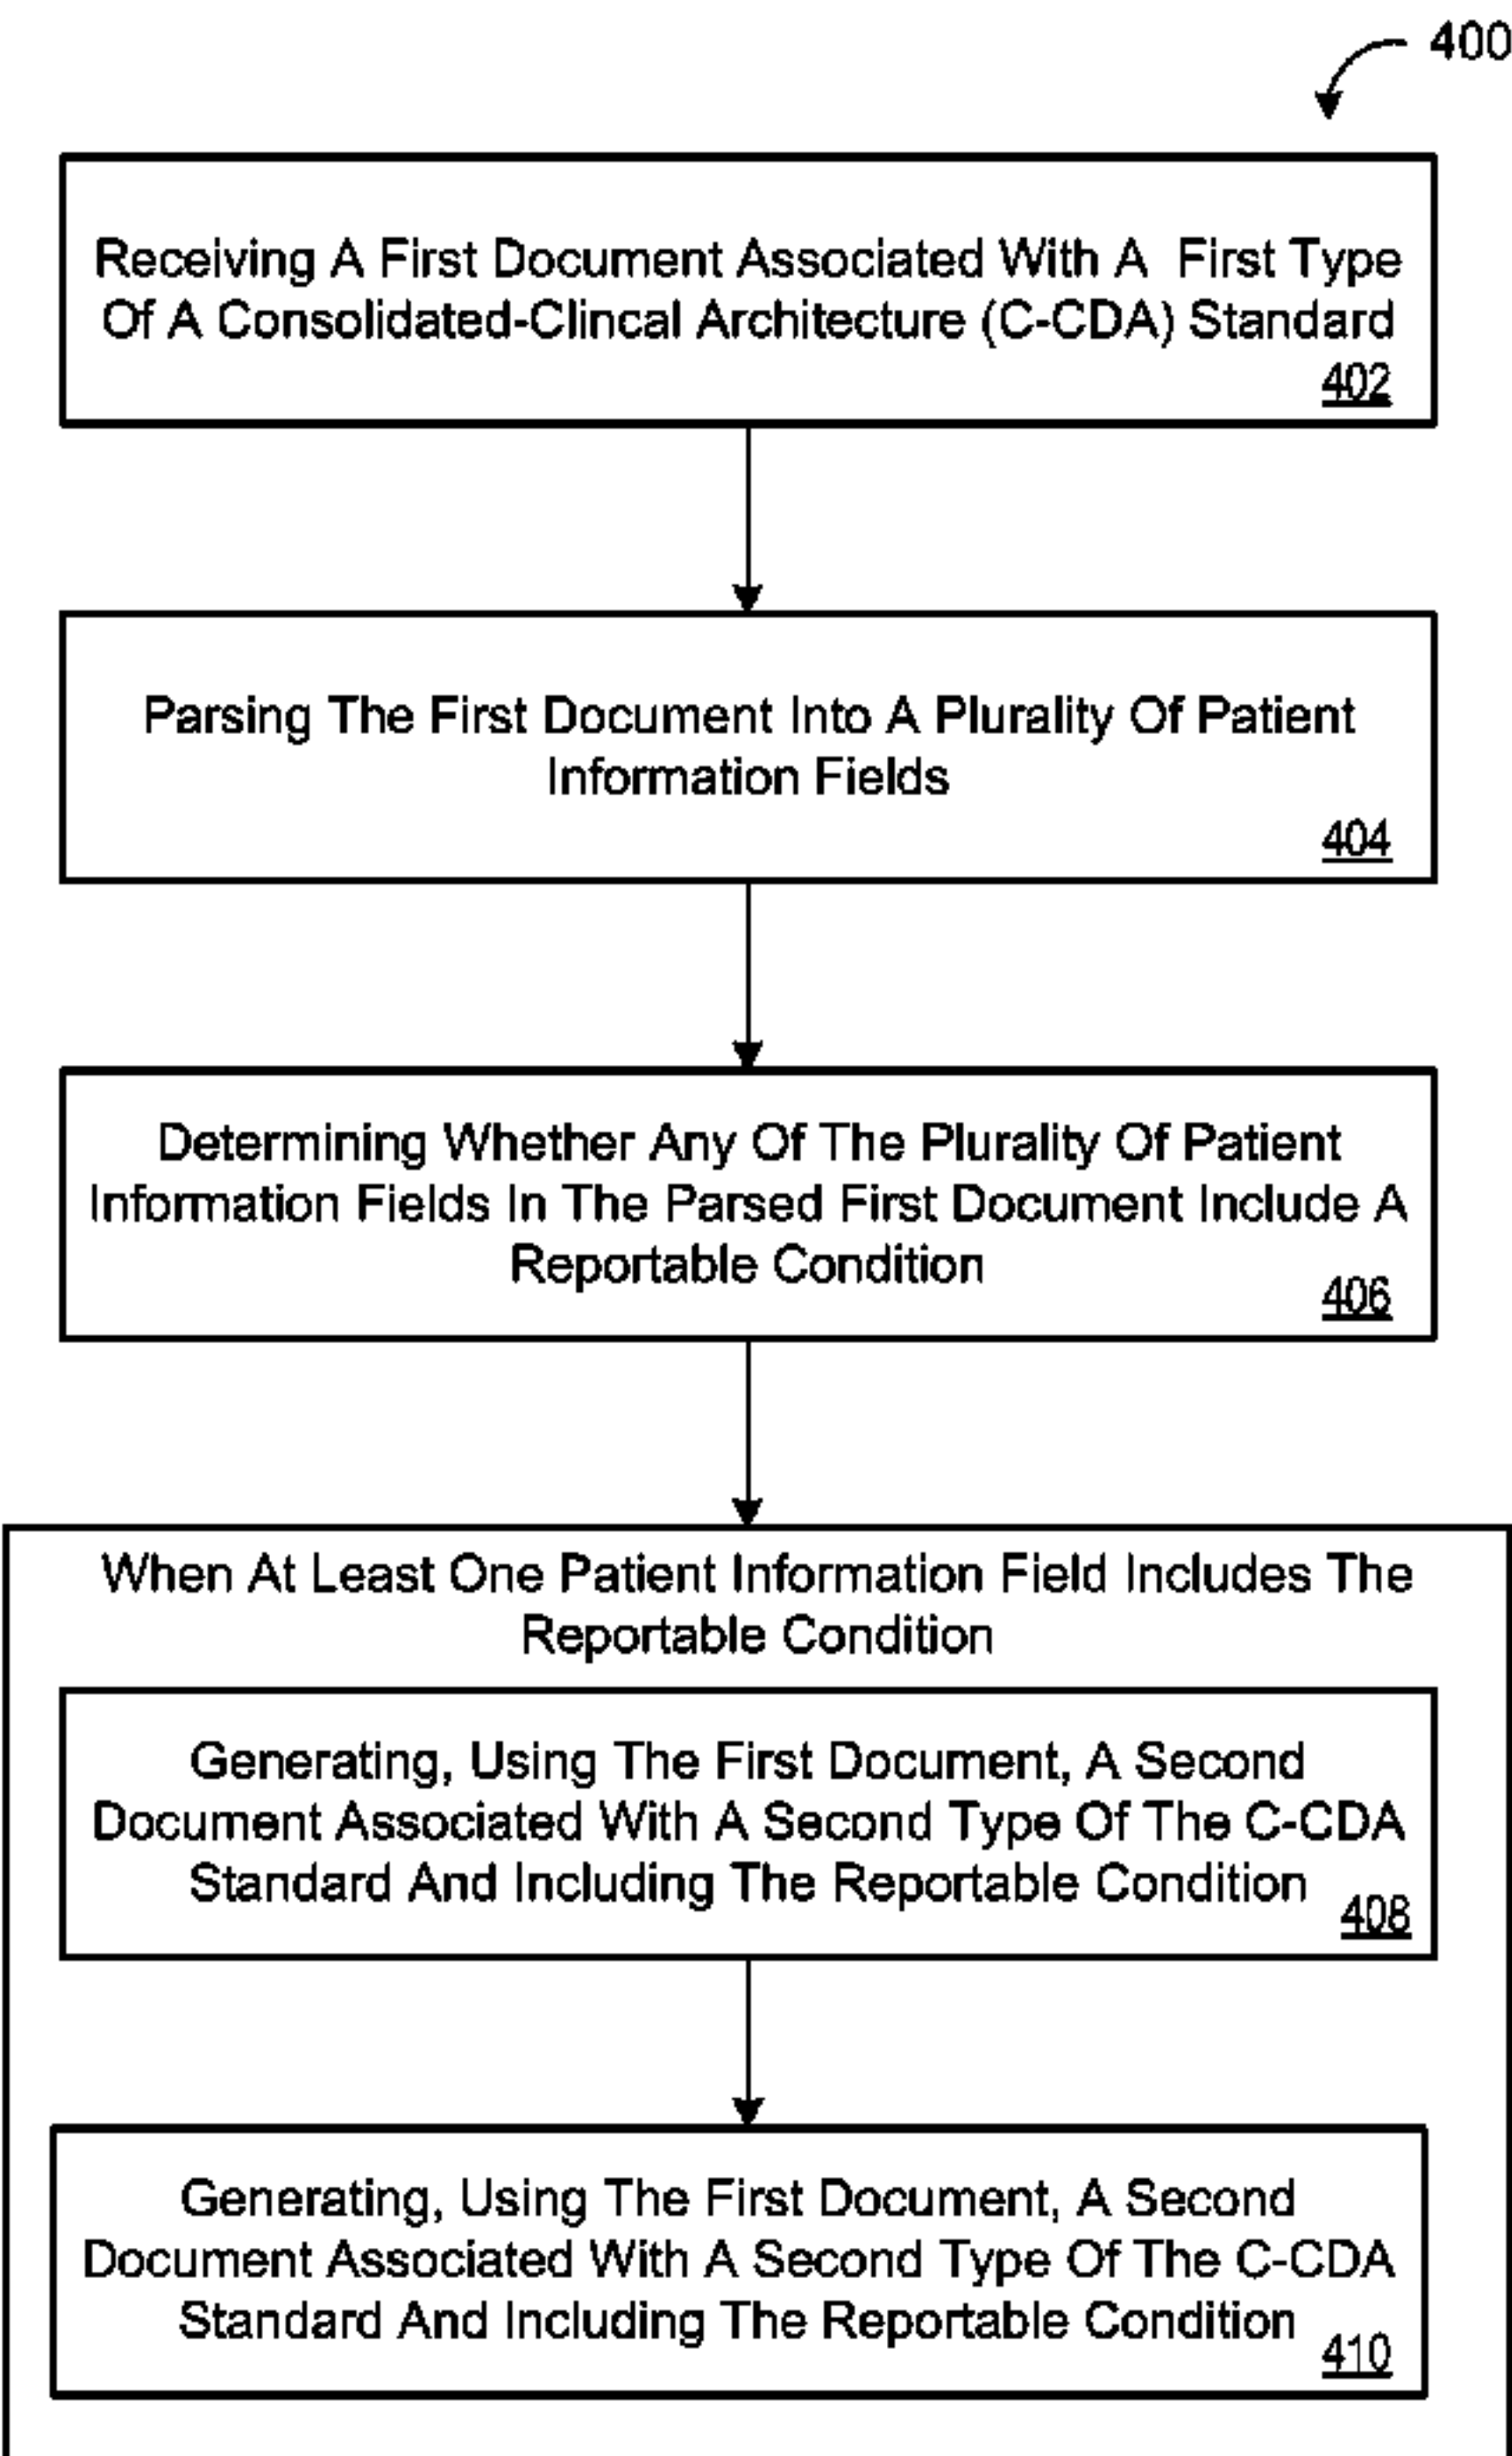 400
Receiving A First Document Associated With A First Type
Of A Consolidated-Clincal Architecture (C-CDA) Standard
402
Parsing The First Document Into A Plurality Of Patient
Information Fields
404
Determining Whether Any Of The Plurality Of Patient
Information Fields In The Parsed First Document Include A
Reportable Condition
406
When At Least One Patient Information Field Includes The
Reportable Condition
Generating, Using The First Document, A Second
Document Associated With A Second Type Of The C-CDA
Standard And Including The Reportable Condition
408
Generating, Using The First Document, A Second
Document Associated With A Second Type Of The C-CDA
Standard And Including The Reportable Condition
410